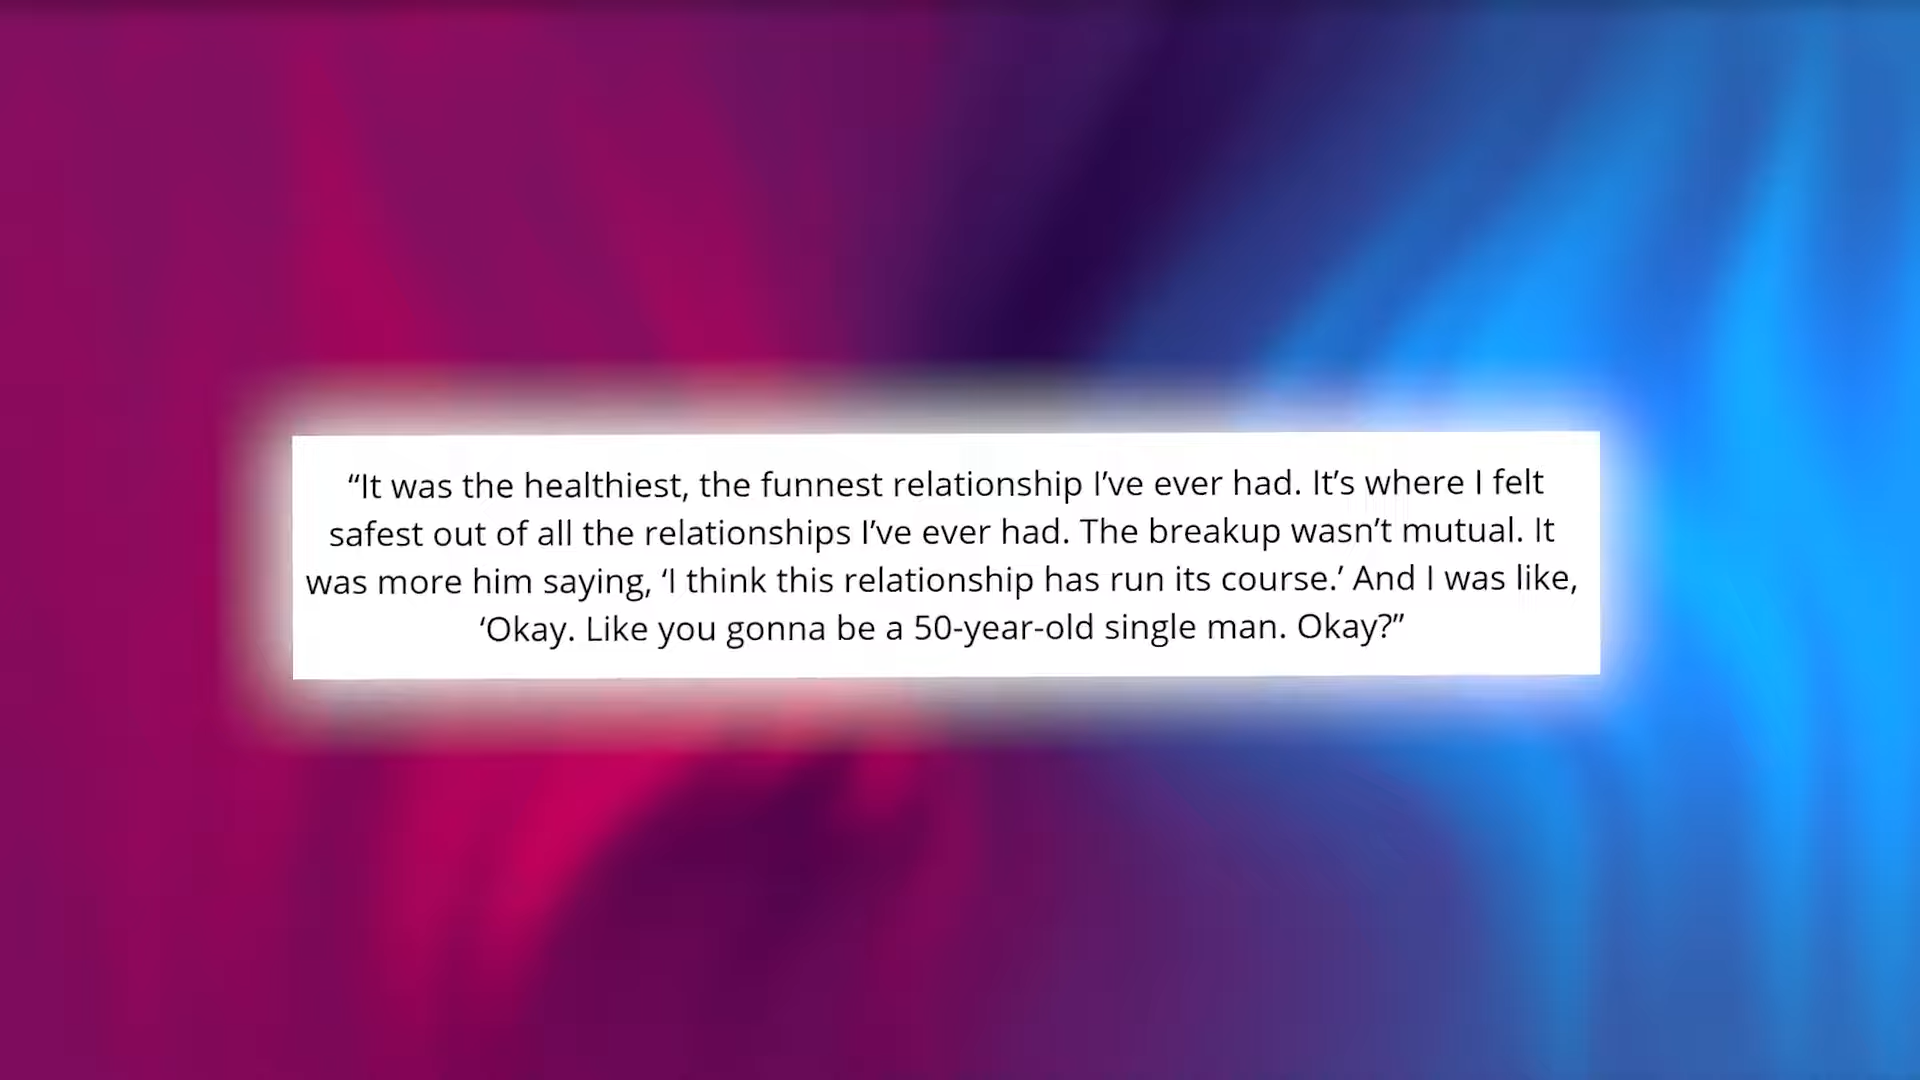 “It was the healthiest, the funnest relationship I’ve ever had. It’s where I felt
safest out of all the relationships I’ve ever had. The breakup wasn’t mutual. It
was more him saying, ‘I think this relationship has run its course.’ And I was like,
‘Okay. Like you gonna be a 50-year-old single man. Okay?”